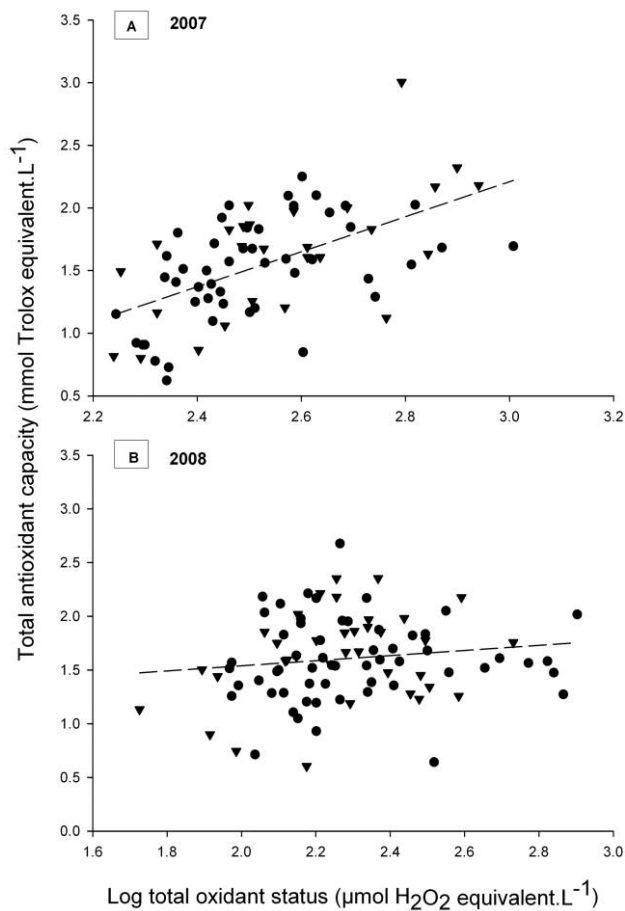 A 2007
3.5
3.0
2.5
2.0
1.5
1.0
0.5
2.2 2.4 2.6 2.8 3.0 3.2
Total antioxidant capacity (mmol Trolox equivalent.L⁻¹)
B 2008
3.5
3.0
2.5
2.0
1.5
1.0
0.5
0.0
1.6 1.8 2.0 2.2 2.4 2.6 2.8 3.0
Log total oxidant status (µmol H₂O₂ equivalent.L⁻¹)